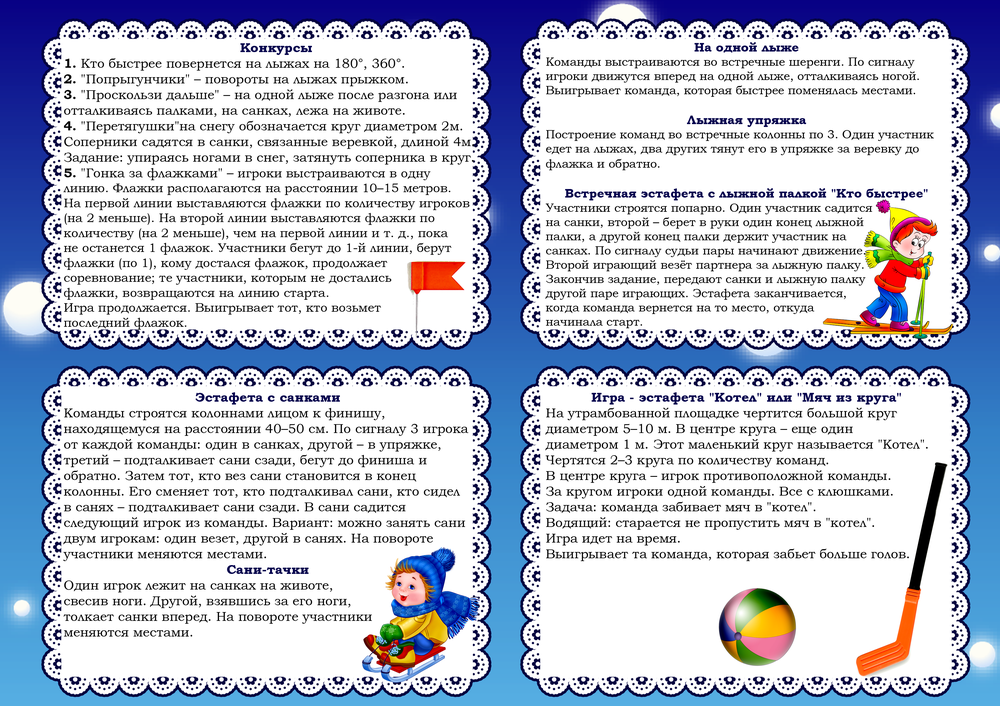 Конкурсы
1. Кто быстрее повернется на лыжах на 180°, 360°.
2. "Попрыгунчики" – повороты на лыжах прыжком.
3. "Проскользи дальше" – на одной лыже после разгона или
отталкиваясь палками, на санках, лежа на животе.
4. "Перетягушки"на снегу обозначается круг диаметром 2м.
Соперники садятся в санки, связанные веревкой, длиной 4м.
Задание: упираясь ногами в снег, затянуть соперника в круг.
5. "Гонка за флажками" – игроки выстраиваются в одну
линию. Флажки располагаются на расстоянии 10–15 метров.
На первой линии выставляются флажки по количеству игроков
(на 2 меньше). На второй линии выставляются флажки по
количеству (на 2 меньше), чем на первой линии и т. д., пока
не останется 1 флажок. Участники бегут до 1-й линии, берут
флажки (по 1), кому достался флажок, продолжает
соревнование; те участники, которым не достались
флажки, возвращаются на линию старта.
Игра продолжается. Выигрывает тот, кто возьмет
последний флажок.
На одной лыже
Команды выстраиваются во встречные шеренги. По сигналу
игроки движутся вперед на одной лыже, отталкиваясь ногой.
Выигрывает команда, которая быстрее поменялась местами.
Лыжная упряжка
Построение команд во встречные колонны по 3. Один участник
едет на лыжах, два других тянут его в упряжке за веревку до
флажка и обратно.
Встречная эстафета с лыжной палкой "Кто быстрее"
Участники строятся попарно. Один участник садится
на санки, второй – берет в руки один конец лыжной
палки, а другой конец палки держит участник на
санках. По сигналу судьи пары начинают движение.
Второй играющий везёт партнера за лыжную палку.
Закончив задание, передают санки и лыжную палку
другой паре играющих. Эстафета заканчивается,
когда команда вернется на то место, откуда
начинала старт.
Эстафета с санками
Команды строятся колоннами лицом к финишу,
находящемуся на расстоянии 40–50 см. По сигналу 3 игрока
от каждой команды: один в санках, другой – в упряжке,
третий – подталкивает сани сзади, бегут до финиша и
обратно. Затем тот, кто вез сани становится в конец
колонны. Его сменяет тот, кто подталкивал сани, кто сидел
в санях – подталкивает сани сзади. В сани садится
следующий игрок из команды. Вариант: можно занять сани
двум игрокам: один везет, другой в санях. На повороте
участники меняются местами.
Сани-тачки
Один игрок лежит на санках на животе,
свесив ноги. Другой, взявшись за его ноги,
толкает санки вперед. На повороте участники
меняются местами.
Игра - эстафета "Котел" или "Мяч из круга"
На утрамбованной площадке чертится большой круг
диаметром 5–10 м. В центре круга – еще один
диаметром 1 м. Этот маленький круг называется "Котел".
Чертятся 2–3 круга по количеству команд.
В центре круга – игрок противоположной команды.
За кругом игроки одной команды. Все с клюшками.
Задача: команда забивает мяч в "котел".
Водящий: старается не пропустить мяч в "котел".
Игра идет на время.
Выигрывает та команда, которая забьет больше голов.